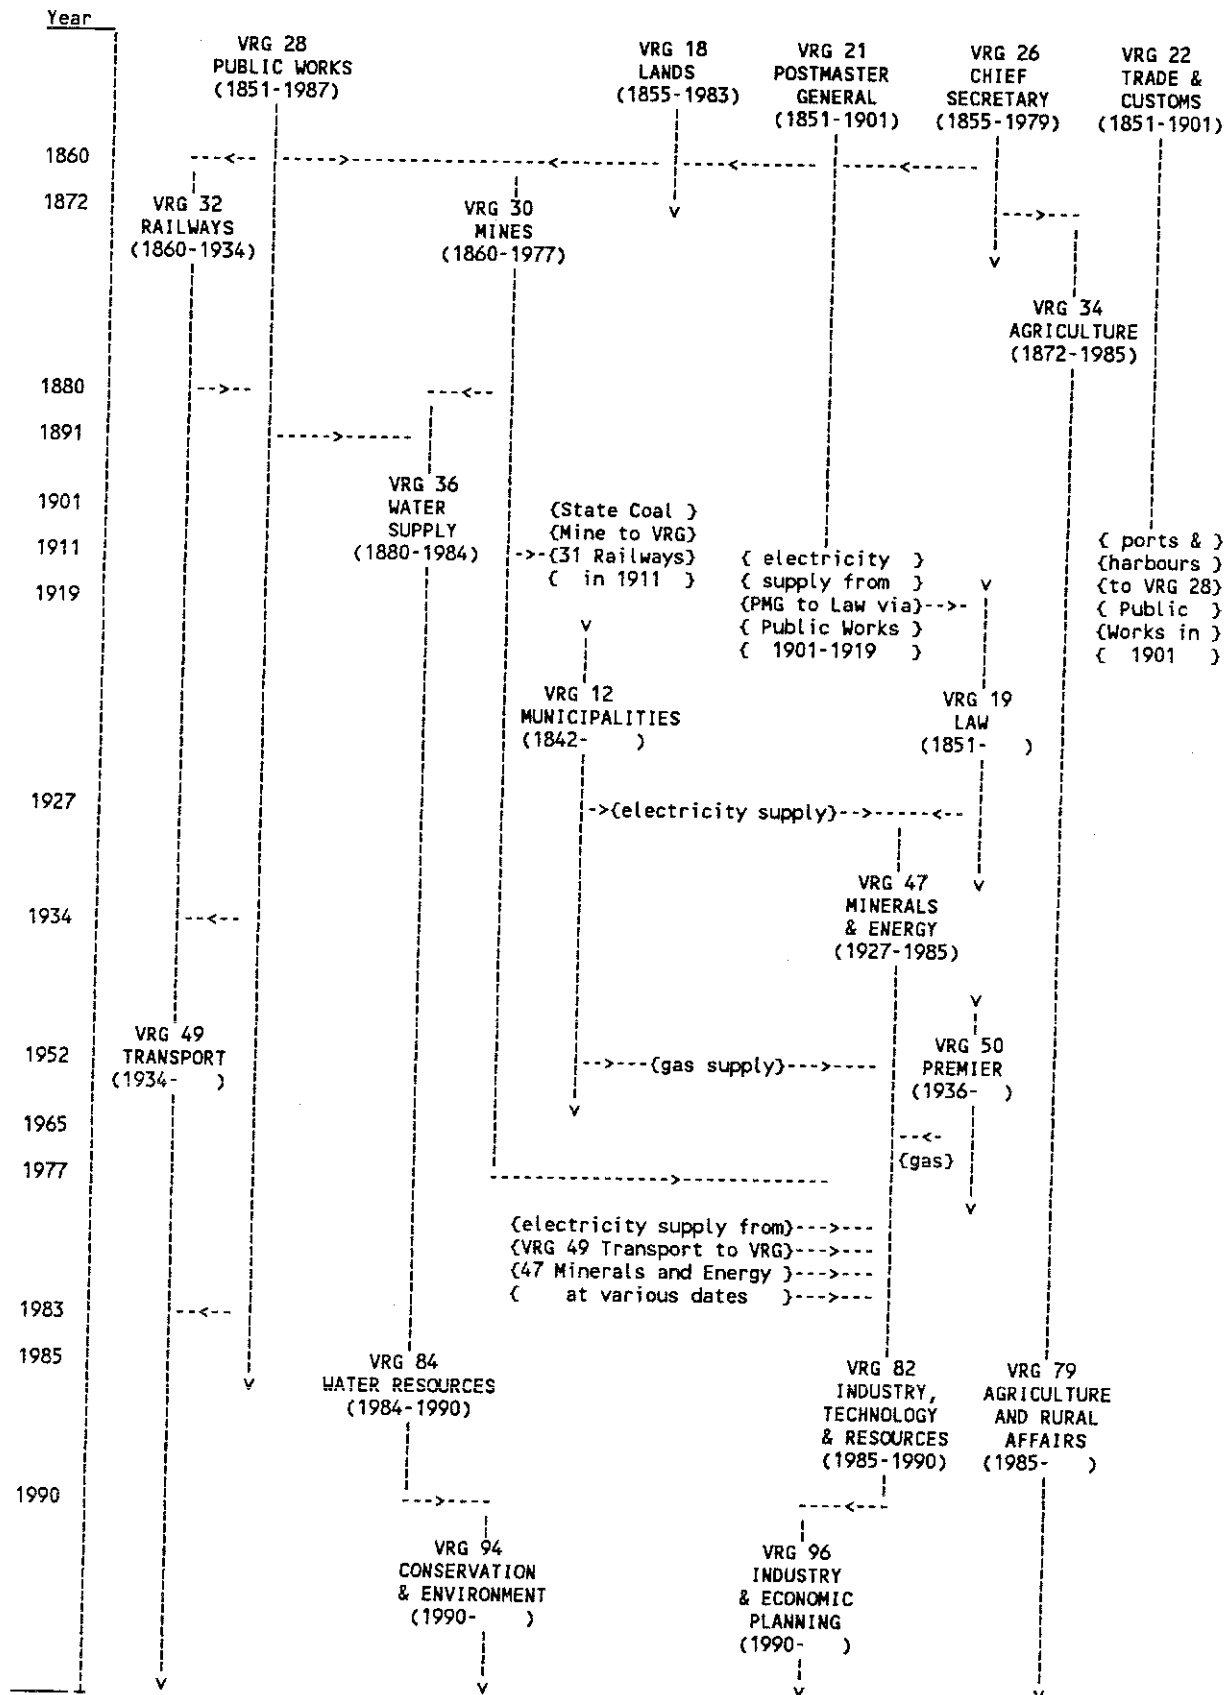 Year
VRG 28
PUBLIC WORKS
(1851-1987)
VRG 18
LANDS
(1855-1983)
VRG 21
POSTMASTER
GENERAL
(1851-1901)
VRG 26
CHIEF
SECRETARY
(1855-1979)
VRG 22
TRADE &
CUSTOMS
(1851-1901)
1860
1872
VRG 32
RAILWAYS
(1860-1934)
VRG 30
MINES
(1860-1977)
VRG 34
AGRICULTURE
(1872-1985)
1880
1891
VRG 36
WATER
SUPPLY
(1880-1984)
1901
1911
1919
{State Coal }
{Mine to VRG}
->-{31 Railways}
{ in 1911 }
{ electricity }
{ supply from }
{PMG to Law via}-->-
{ Public Works }
{ 1901-1919 }
{ ports & }
{harbours }
{to VRG 28}
{ Public }
{Works in }
{ 1901 }
VRG 12
MUNICIPALITIES
(1842- )
VRG 19
LAW
(1851- )
1927
->{electricity supply}-->-----<--
VRG 47
MINERALS
& ENERGY
(1927-1985)
1934
VRG 49
TRANSPORT
(1934- )
1952
-->---{gas supply}--->----
VRG 50
PREMIER
(1936- )
1965
{gas}
1977
{electricity supply from}--->---
{VRG 49 Transport to VRG}--->---
{47 Minerals and Energy }--->---
{ at various dates }--->---
1983
1985
VRG 84
WATER RESOURCES
(1984-1990)
VRG 82
INDUSTRY,
TECHNOLOGY
& RESOURCES
(1985-1990)
VRG 79
AGRICULTURE
AND RURAL
AFFAIRS
(1985- )
1990
VRG 94
CONSERVATION
& ENVIRONMENT
(1990- )
VRG 96
INDUSTRY
& ECONOMIC
PLANNING
(1990- )